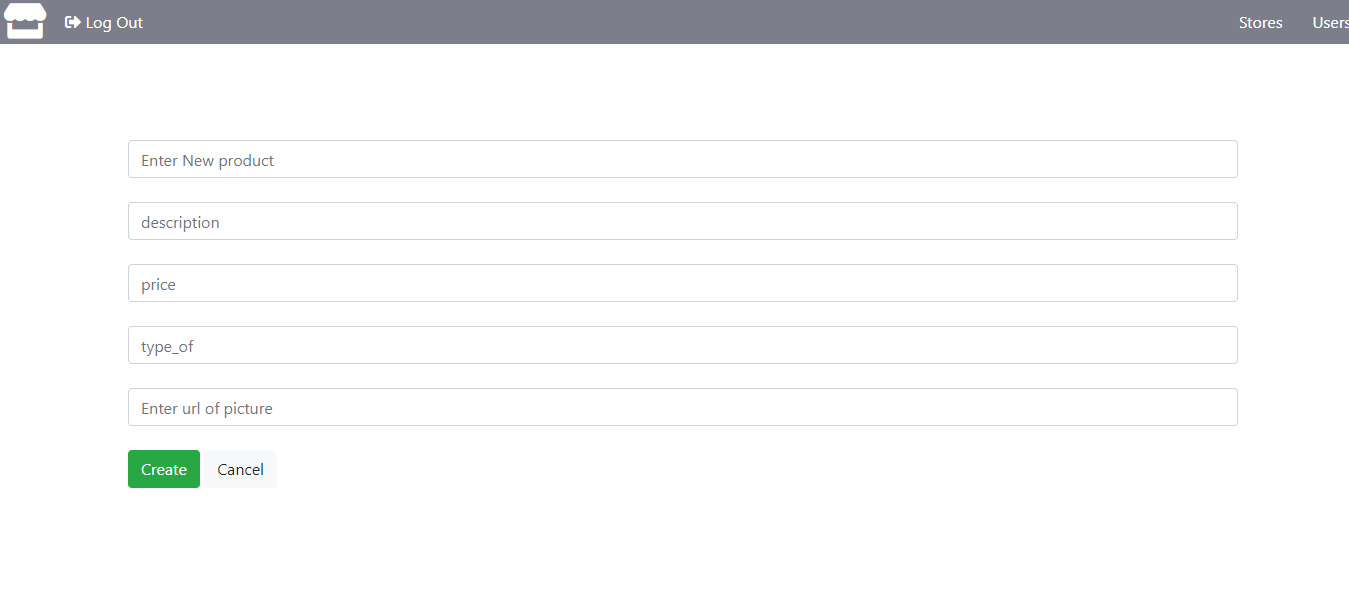 Log Out
Stores
Users
Enter New product
description
price
type_of
Enter url of picture
Create
Cancel